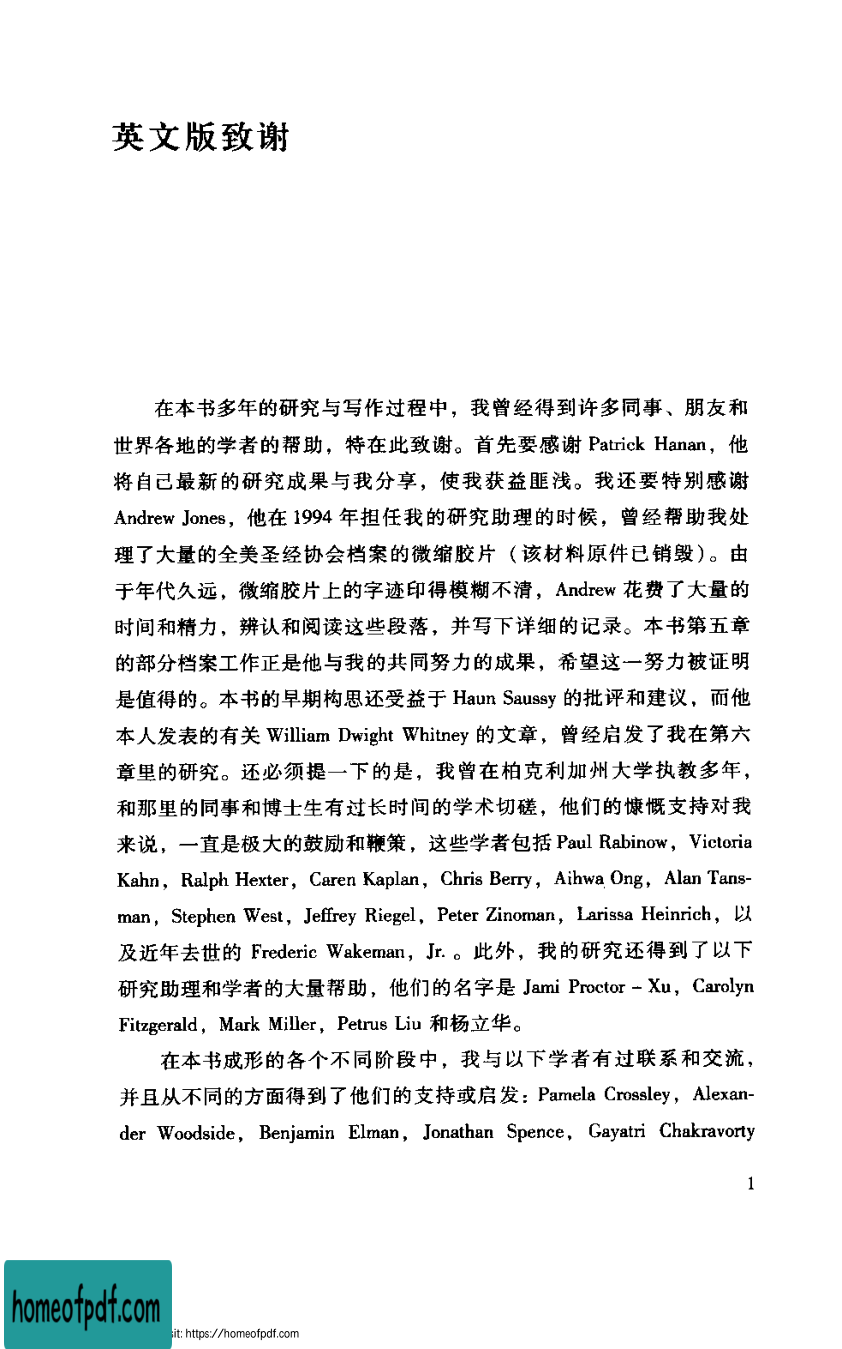 英文版致谢
在本书多年的研究与写作过程中，我曾经得到许多同事、朋友和
世界各地的学者的帮助，特在此致谢。首先要感谢 Patrick Hanan，他
将自己最新的研究成果与我分享，使我获益匪浅。我还要特别感谢
Andrew Jones，他在 1994 年担任我的研究助理的时候，曾经帮助我处
理了大量的全美圣经协会档案的微缩胶片（该材料原件已销毁）。由
于年代久远，微缩胶片上的字迹印得模糊不清，Andrew 花费了大量的
时间和精力，辨认和阅读这些段落，并写下详细的记录。本书第五章
的部分档案工作正是他与我的共同努力的成果，希望这一努力被证明
是值得的。本书的早期构思还受益于 Haun Saussy 的批评和建议，而他
本人发表的有关 William Dwight Whitney 的文章，曾经启发了我在第六
章里的研究。还必须提一下的是，我曾在柏克利加州大学执教多年，
和那里的同事和博士生有过长时间的学术切磋，他们的慷慨支持对我
来说，一直是极大的鼓励和鞭策，这些学者包括 Paul Rabinow，Victoria
Kahn，Ralph Hexter，Caren Kaplan，Chris Berry，Aihwa Ong，Alan Tans-
man，Stephen West，Jeffrey Riegel，Peter Zinoman，Larissa Heinrich，以
及近年去世的 Frederic Wakeman，Jr.。此外，我的研究还得到了以下
研究助理和学者的大量帮助，他们的名字是 Jami Proctor – Xu，Carolyn
Fitzgerald，Mark Miller，Petrus Liu 和杨立华。
在本书成形的各个不同阶段中，我与以下学者有过联系和交流，
并且从不同的方面得到了他们的支持或启发：Pamela Crossley，Alexan-
der Woodside，Benjamin Elman，Jonathan Spence，Gayatri Chakravorty
1
homeofpdf.com
sit: https://homeofpdf.com